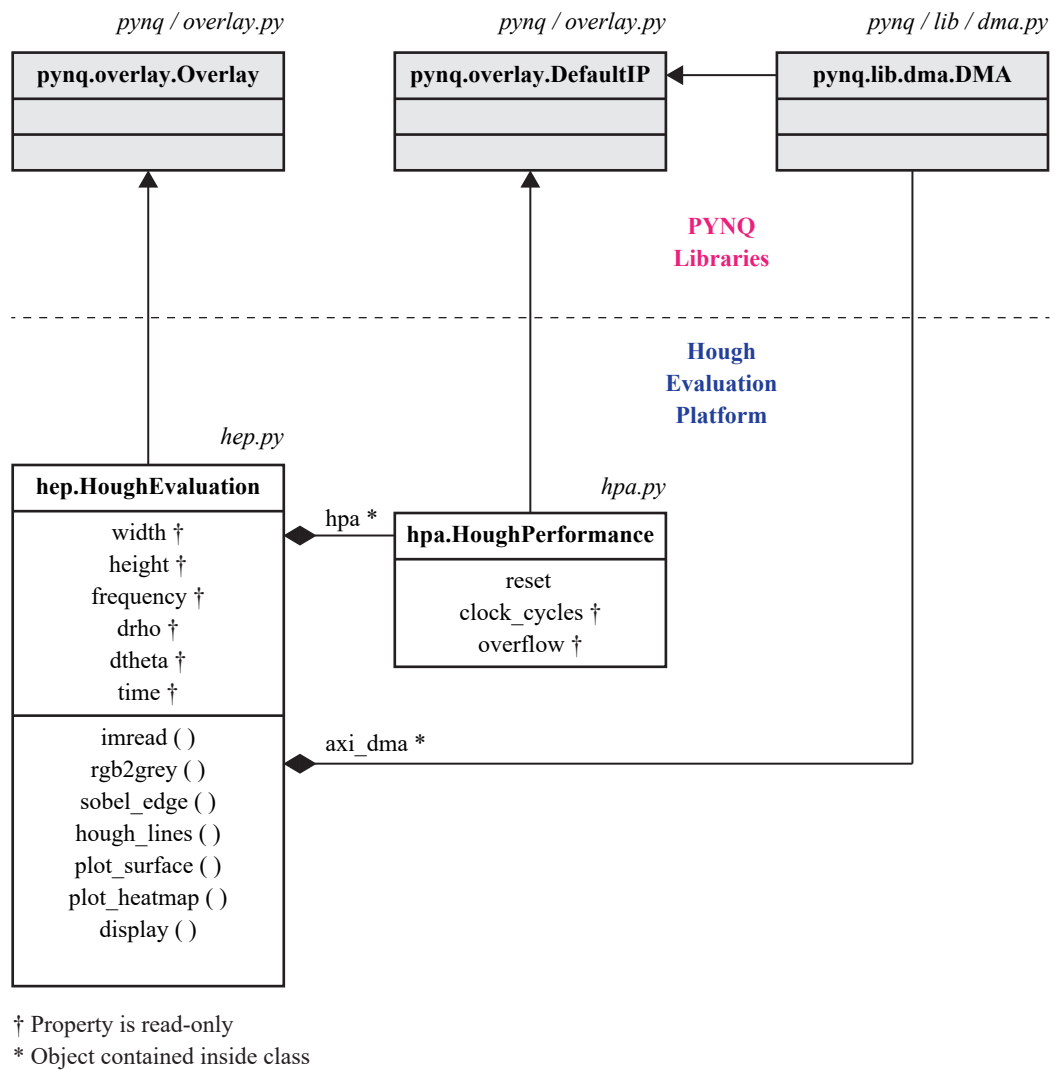 pynq / overlay.py
pynq / overlay.py
pynq / lib / dma.py
pynq.overlay.Overlay
pynq.overlay.DefaultIP
pynq.lib.dma.DMA
PYNQ
Libraries
Hough
Evaluation
Platform
hep.py
hep.HoughEvaluation
width †
height †
frequency †
drho †
dtheta †
time †
imread ( )
rgb2grey ( )
sobel_edge ( )
hough_lines ( )
plot_surface ( )
plot_heatmap ( )
display ( )
hpa *
hpa.py
hpa.HoughPerformance
reset
clock_cycles †
overflow †
axi_dma *
† Property is read-only
* Object contained inside class